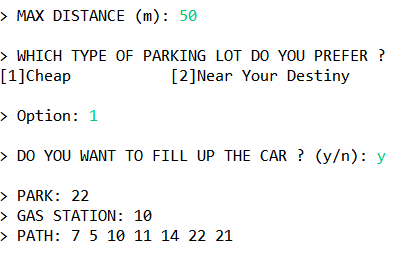 > MAX DISTANCE (m): 50
> WHICH TYPE OF PARKING LOT DO YOU PREFER ?
[1]Cheap [2]Near Your Destiny
> Option: 1
> DO YOU WANT TO FILL UP THE CAR ? (y/n): y
> PARK: 22
> GAS STATION: 10
> PATH: 7 5 10 11 14 22 21